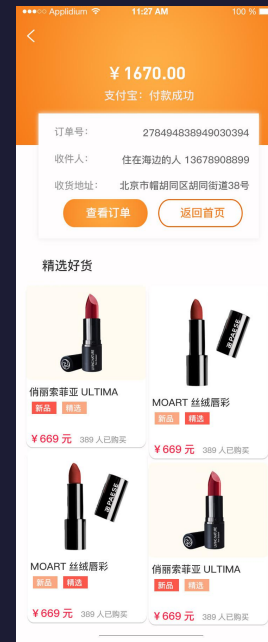 Applidium 11:27 AM 100 %
¥ 1670.00
支付宝：付款成功
订单号： 278494838949030394
收件人： 住在海边的人 13678908899
收货地址： 北京市帽胡同区胡同街道38号
查看订单 返回首页
精选好货
PAESE
俏丽索菲亚 ULTIMA
新品 精选
¥ 669 元 389 人已购买
MOART 丝绒唇彩
新品 精选
¥ 669 元 389 人已购买
PAESE
MOART 丝绒唇彩
新品 精选
¥ 669 元 389 人已购买
俏丽索菲亚 ULTIMA
新品 精选
¥ 669 元 389 人已购买